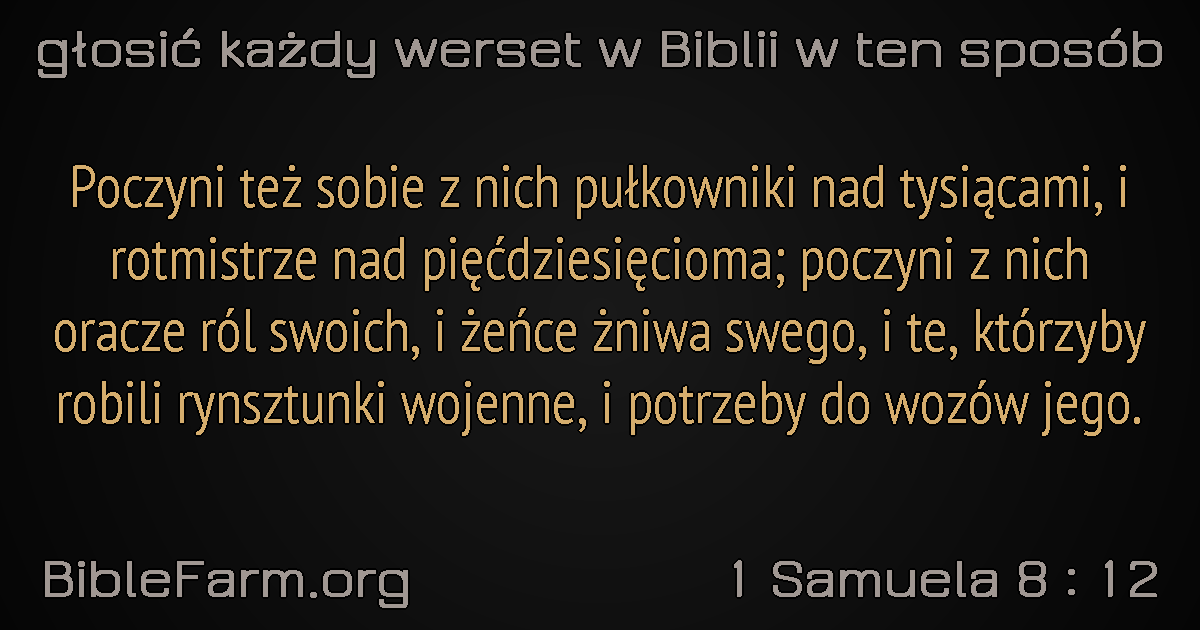 głosić każdy werset w Biblii w ten sposób
Poczyni też sobie z nich pułkowniki nad tysiącami, i
rotmistrze nad pięćdziesięcioma; poczyni z nich
oracze ról swoich, i żeńce żniwa swego, i te, którzyby
robili rynsztunki wojenne, i potrzeby do wozów jego.
BibleFarm.org
1 Samuela 8 : 12